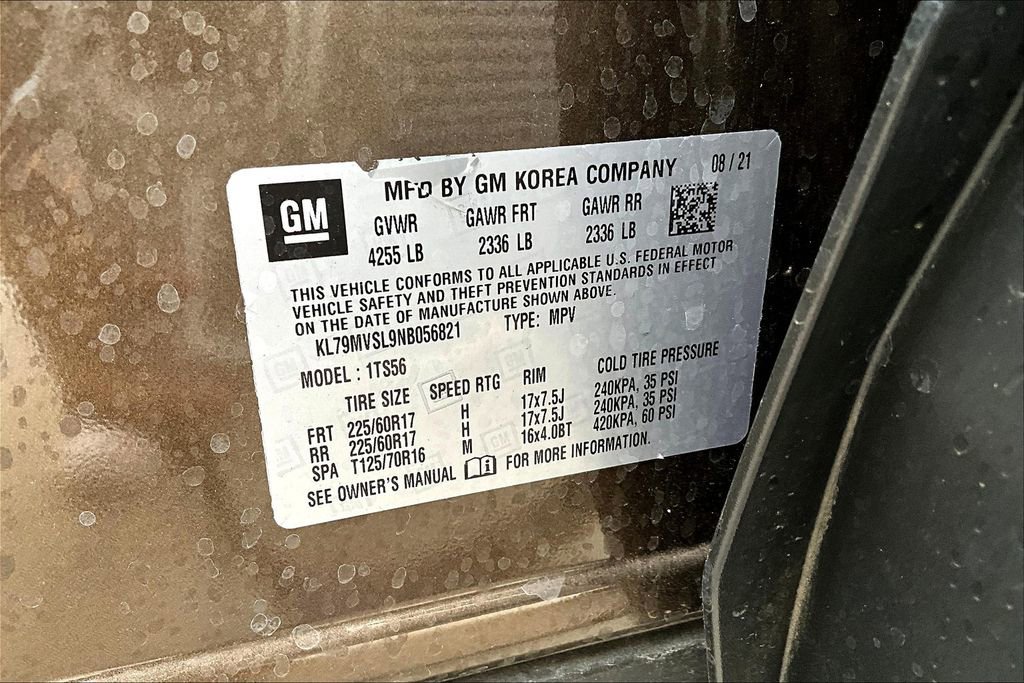 GM
MFD BY GM KOREA COMPANY 08 / 21
GVWR GAWR FRT GAWR RR
4255 LB 2336 LB 2336 LB
THIS VEHICLE CONFORMS TO ALL APPLICABLE U.S. FEDERAL MOTOR
VEHICLE SAFETY AND THEFT PREVENTION STANDARDS IN EFFECT
ON THE DATE OF MANUFACTURE SHOWN ABOVE.
KL79MVSL9NB056821 TYPE: MPV
MODEL : 1TS56
TIRE SIZE SPEED RTG RIM COLD TIRE PRESSURE
FRT 225/60R17 H 17x7.5J 240KPA, 35 PSI
RR 225/60R17 H 17x7.5J 240KPA, 35 PSI
SPA T125/70R16 M 16x4.0BT 420KPA, 60 PSI
SEE OWNER'S MANUAL FOR MORE INFORMATION.